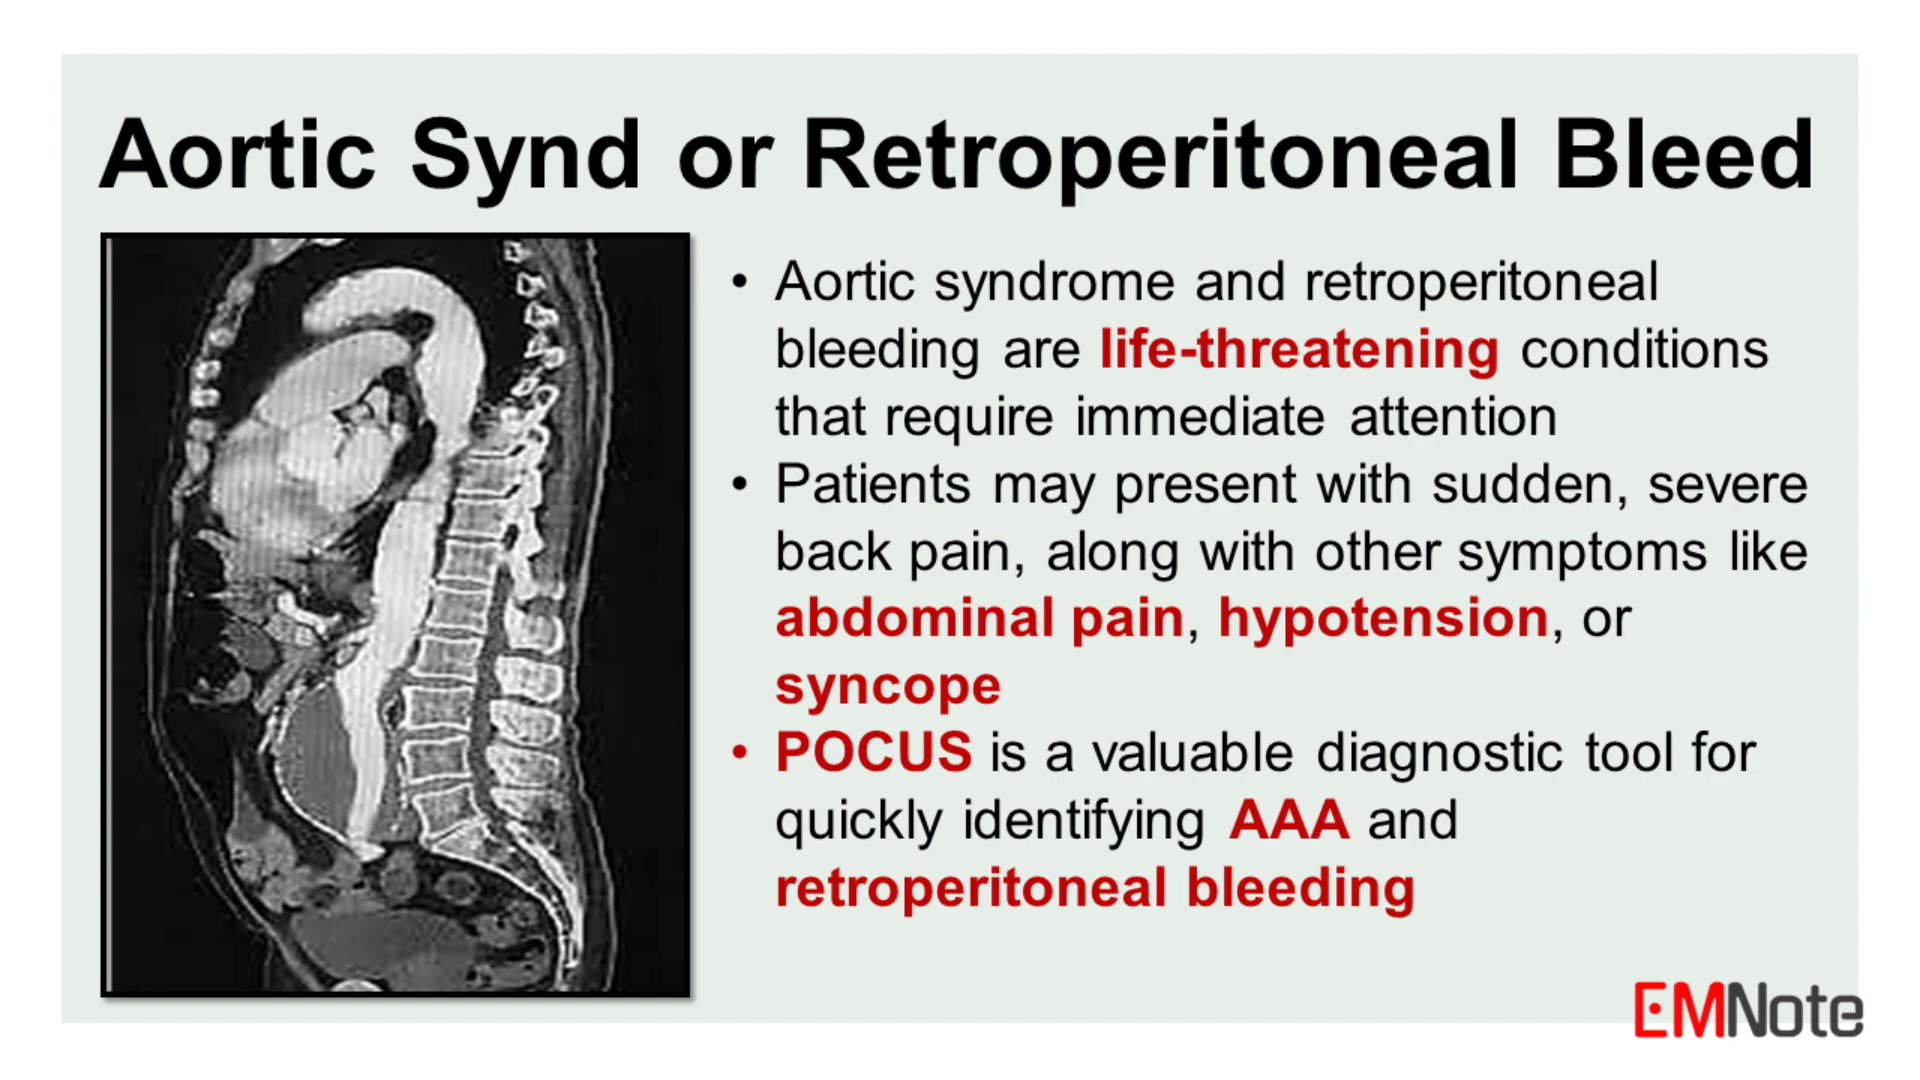 Aortic Synd or Retroperitoneal Bleed
• Aortic syndrome and retroperitoneal
bleeding are life-threatening conditions
that require immediate attention
• Patients may present with sudden, severe
back pain, along with other symptoms like
abdominal pain, hypotension, or
syncope
• POCUS is a valuable diagnostic tool for
quickly identifying AAA and
retroperitoneal bleeding
EMNote